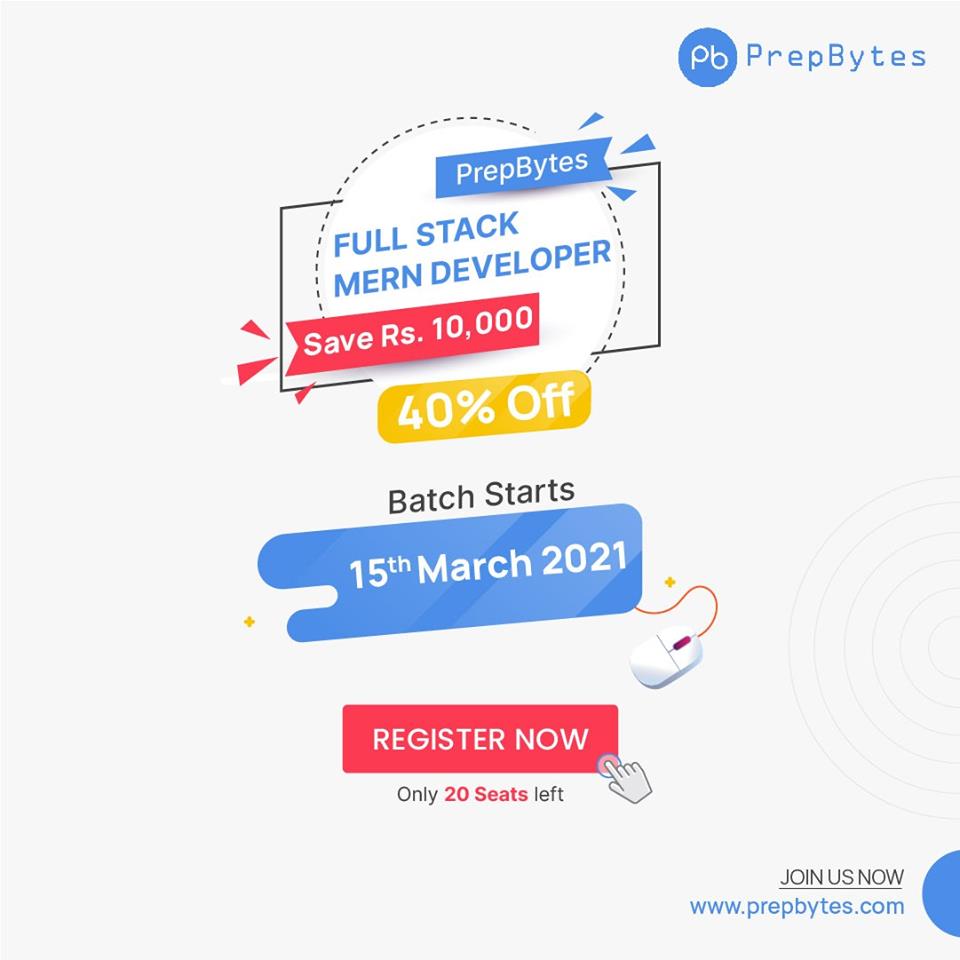 Pb PrepBytes
PrepBytes
FULL STACK
MERN DEVELOPER
Save Rs. 10,000
40% Off
Batch Starts
15th March 2021
REGISTER NOW
Only 20 Seats left
JOIN US NOW
www.prepbytes.com